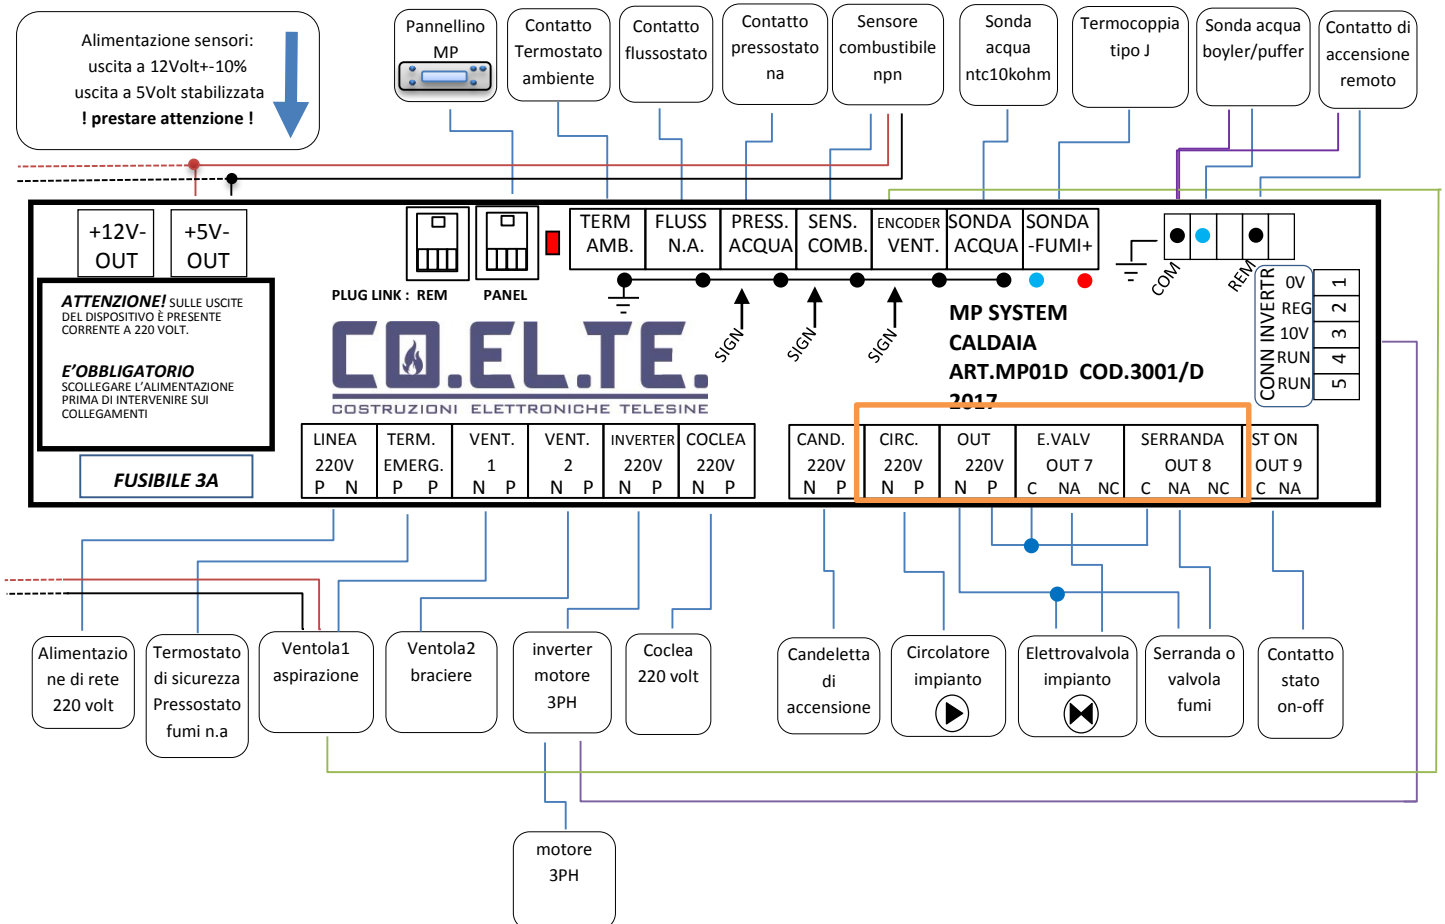 Alimentazione sensori:
uscita a 12Volt+-10%
uscita a 5Volt stabilizzata
! prestare attenzione !
Pannellino
MP
Contatto
Termostato
ambiente
Contatto
flussostato
Contatto
pressostato
na
Sensore
combustibile
npn
Sonda
acqua
ntc10kohm
Termocoppia
tipo J
Sonda acqua
boyler/puffer
Contatto di
accensione
remoto
+12V-
OUT
+5V-
OUT
TERM
AMB.
FLUSS
N.A.
PRESS.
ACQUA
SENS.
COMB.
ENCODER
VENT.
SONDA
ACQUA
SONDA
-FUMI+
COM
REM
PLUG LINK : REM
PANEL
SIGN
SIGN
SIGN
CONN INVERTR
0V 1
REG 2
10V 3
RUN 4
RUN 5
ATTENZIONE! SULLE USCITE
DEL DISPOSITIVO È PRESENTE
CORRENTE A 220 VOLT.
E'OBBLIGATORIO
SCOLLEGARE L'ALIMENTAZIONE
PRIMA DI INTERVENIRE SUI
COLLEGAMENTI
FUSIBILE 3A
CO.EL.TE.
COSTRUZIONI ELETTRONICHE TELESINE
MP SYSTEM
CALDAIA
ART.MP01D COD.3001/D
2017
LINEA
220V
P N
TERM.
EMERG.
P P
VENT.
1
N P
VENT.
2
N P
INVERTER
220V
N P
COCLEA
220V
N P
CAND.
220V
N P
CIRC.
220V
N P
OUT
220V
N P
E.VALV
OUT 7
C NA NC
SERRANDA
OUT 8
C NA NC
ST ON
OUT 9
C NA
Alimentazio
ne di rete
220 volt
Termostato
di sicurezza
Pressostato
fumi n.a
Ventola1
aspirazione
Ventola2
braciere
inverter
motore
3PH
Coclea
220 volt
Candeletta
di
accensione
Circolatore
impianto
Elettrovalvola
impianto
Serranda o
valvola
fumi
Contatto
stato
on-off
motore
3PH